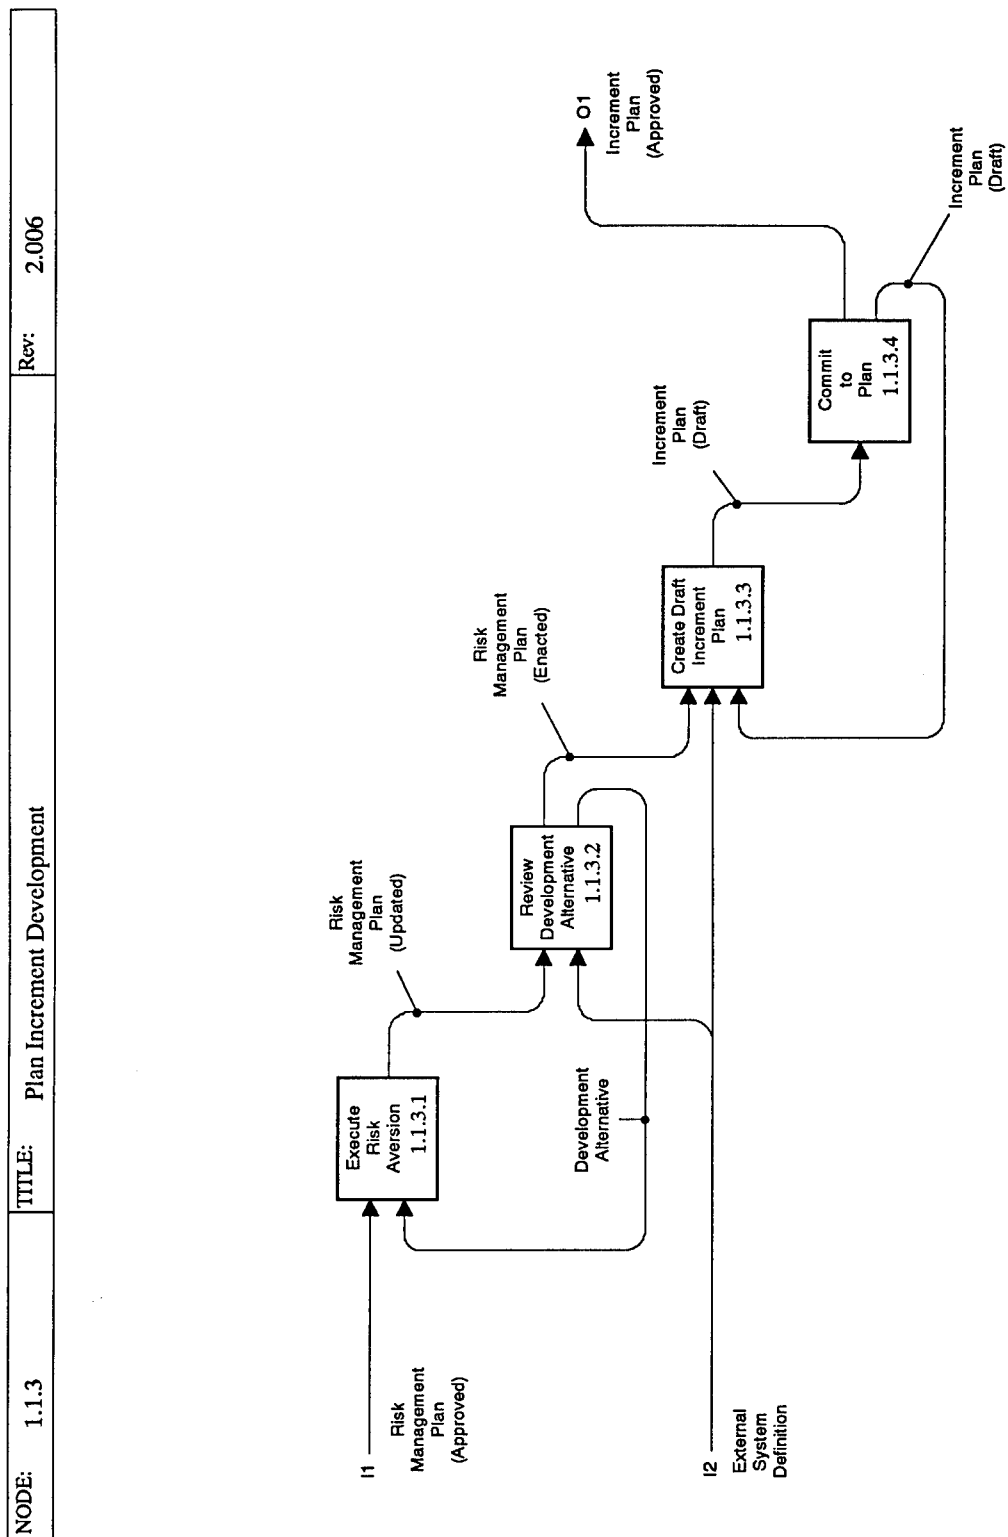 NODE: 1.1.3 TITLE: Plan Increment Development Rev: 2.006
I1
Risk
Management
Plan
(Approved)
Execute
Risk
Aversion
1.1.3.1
Risk
Management
Plan
(Updated)
Development
Alternative
Review
Development
Alternative
1.1.3.2
Risk
Management
Plan
(Enacted)
I2
External
System
Definition
Create Draft
Increment
Plan
1.1.3.3
Increment
Plan
(Draft)
Commit
to
Plan
1.1.3.4
O1
Increment
Plan
(Approved)
Increment
Plan
(Draft)